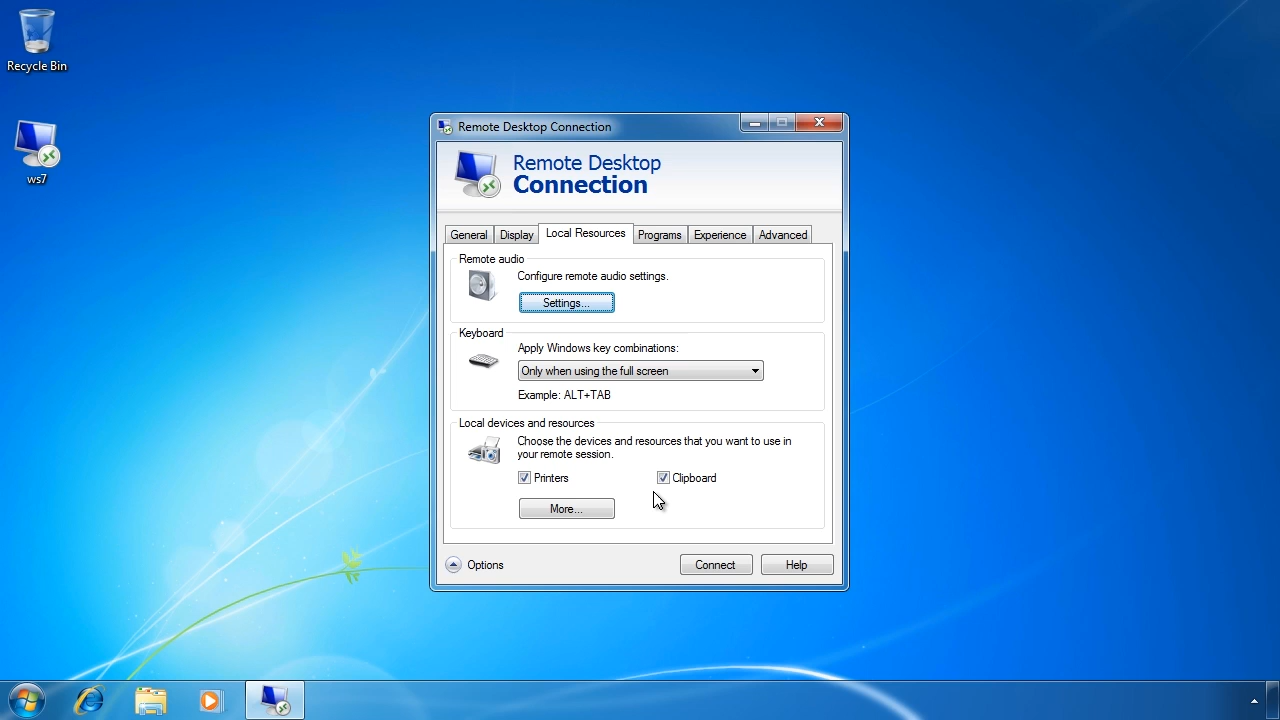 Recycle Bin
ws7
Remote Desktop Connection
Remote Desktop
Connection
General
Display
Local Resources
Programs
Experience
Advanced
Remote audio
Configure remote audio settings.
Settings...
Keyboard
Apply Windows key combinations:
Only when using the full screen
Example: ALT+TAB
Local devices and resources
Choose the devices and resources that you want to use in
your remote session.
Printers
Clipboard
More...
Options
Connect
Help